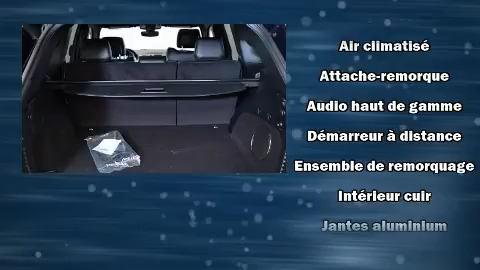 Air climatisé
Attache-remorque
Audio haut de gamme
Démarreur à distance
Ensemble de remorquage
Intérieur cuir
Jantes aluminium